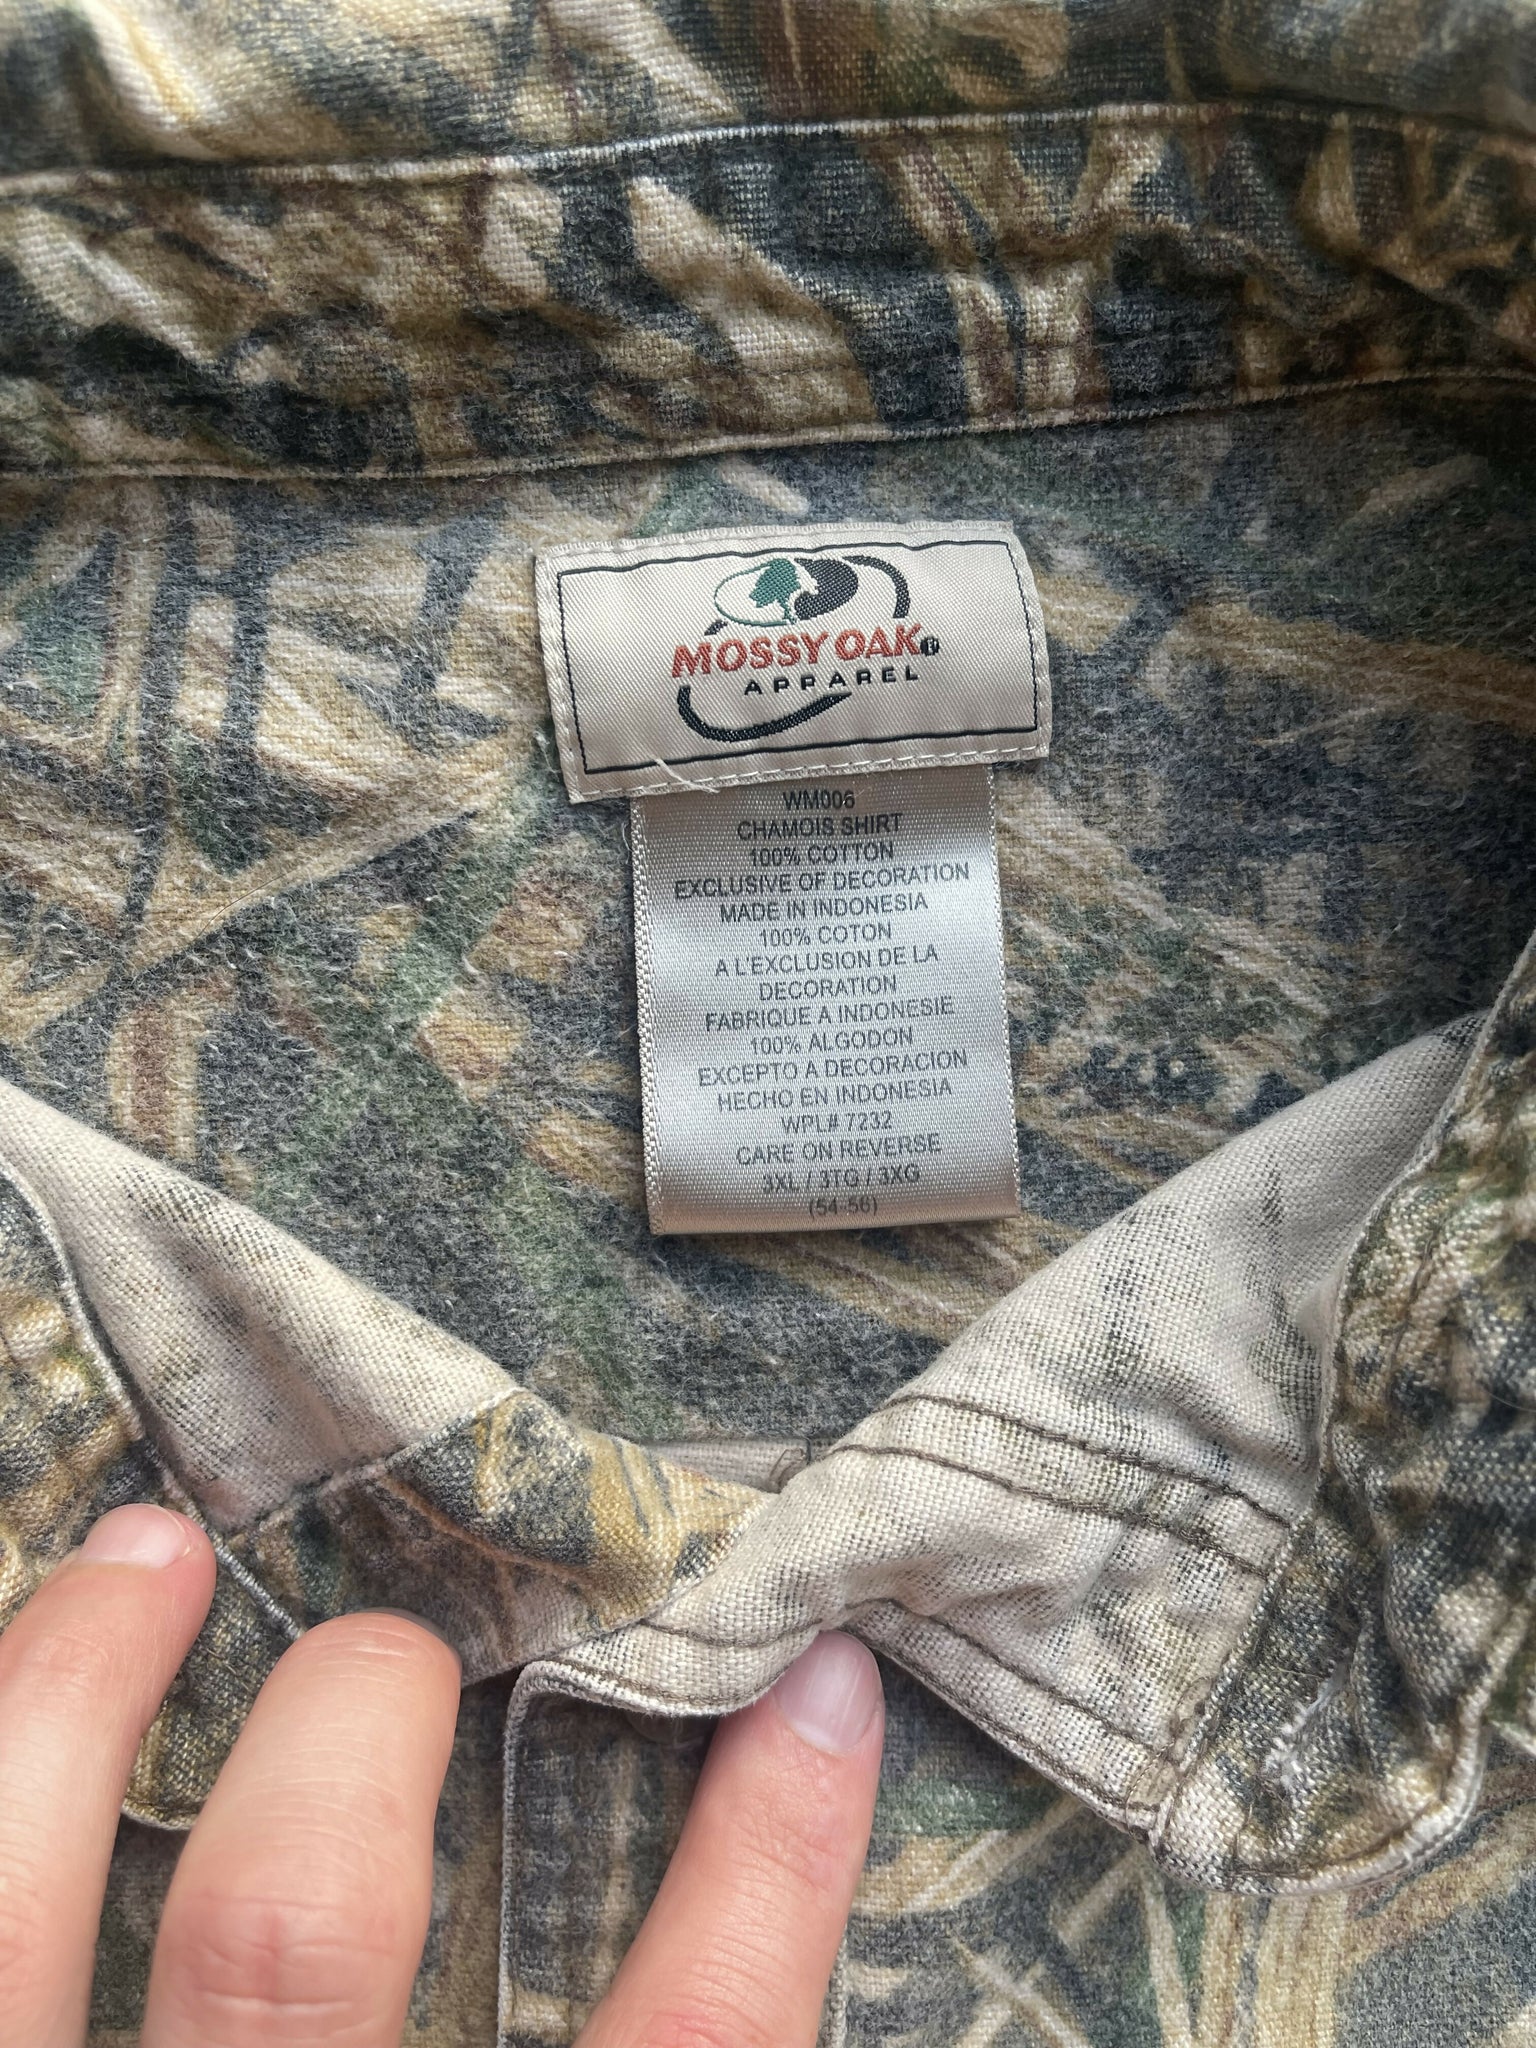 MOSSY OAK
APPAREL
WM006
CHAMOIS SHIRT
100% COTTON
EXCLUSIVE OF DECORATION
MADE IN INDONESIA
100% COTON
A L'EXCLUSION DE LA
DECORATION
FABRIQUE A INDONESIE
100% ALGODON
EXCEPTO A DECORACION
HECHO EN INDONESIA
WPL# 7232
CARE ON REVERSE
3XL / 3TG / 3XG
(54-56)